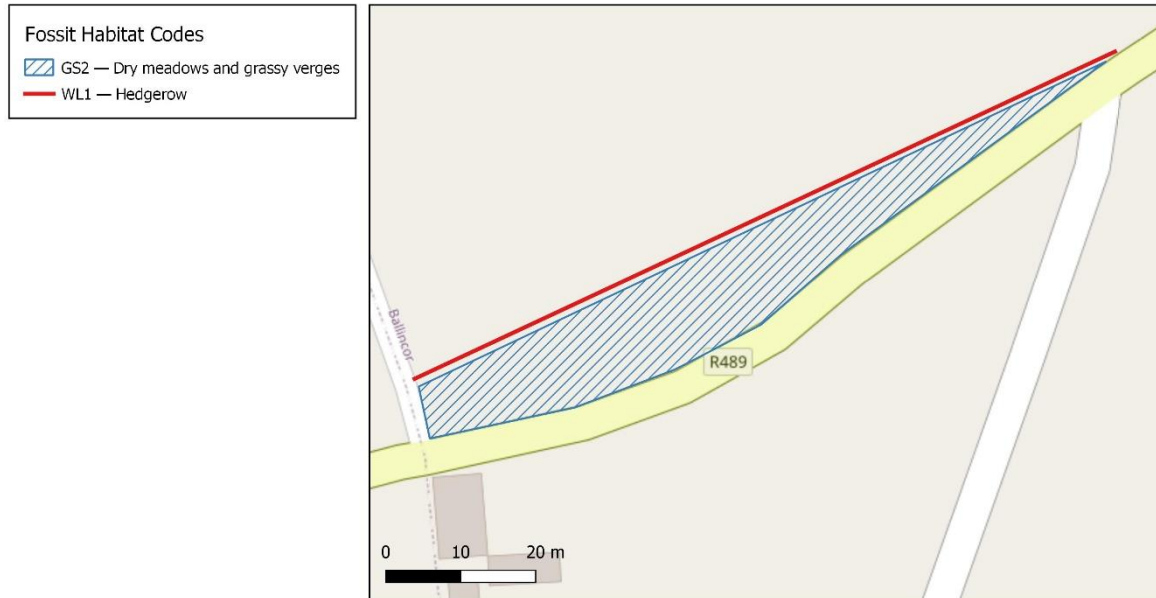 Fossit Habitat Codes
GS2 — Dry meadows and grassy verges
WL1 — Hedgerow
Ballincor
R489
0 10 20 m